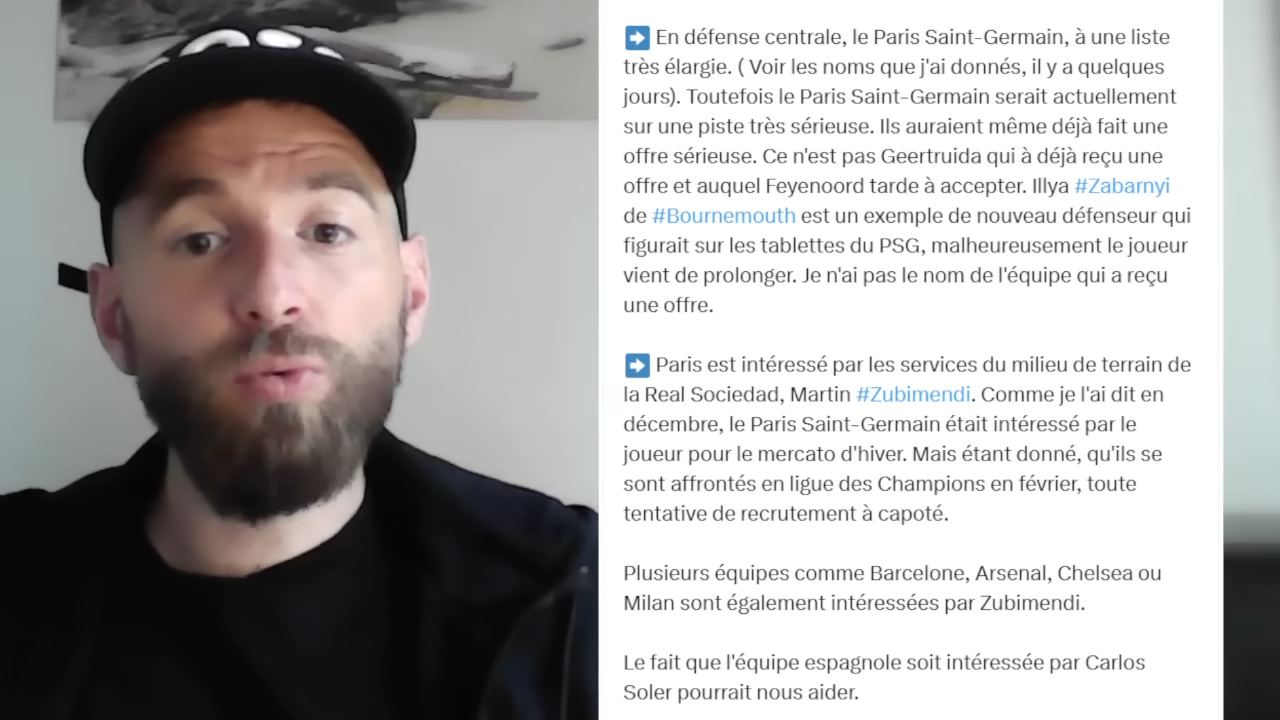 ➡️ En défense centrale, le Paris Saint-Germain, à une liste
très élargie. ( Voir les noms que j'ai donnés, il y a quelques
jours). Toutefois le Paris Saint-Germain serait actuellement
sur une piste très sérieuse. Ils auraient même déjà fait une
offre sérieuse. Ce n'est pas Geertruida qui à déjà reçu une
offre et auquel Feyenoord tarde à accepter. Illya #Zabarnyi
de #Bournemouth est un exemple de nouveau défenseur qui
figurait sur les tablettes du PSG, malheureusement le joueur
vient de prolonger. Je n'ai pas le nom de l'équipe qui a reçu
une offre.
➡️ Paris est intéressé par les services du milieu de terrain de
la Real Sociedad, Martin #Zubimendi. Comme je l'ai dit en
décembre, le Paris Saint-Germain était intéressé par le
joueur pour le mercato d'hiver. Mais étant donné, qu'ils se
sont affrontés en ligue des Champions en février, toute
tentative de recrutement à capoté.
Plusieurs équipes comme Barcelone, Arsenal, Chelsea ou
Milan sont également intéressées par Zubimendi.
Le fait que l'équipe espagnole soit intéressée par Carlos
Soler pourrait nous aider.